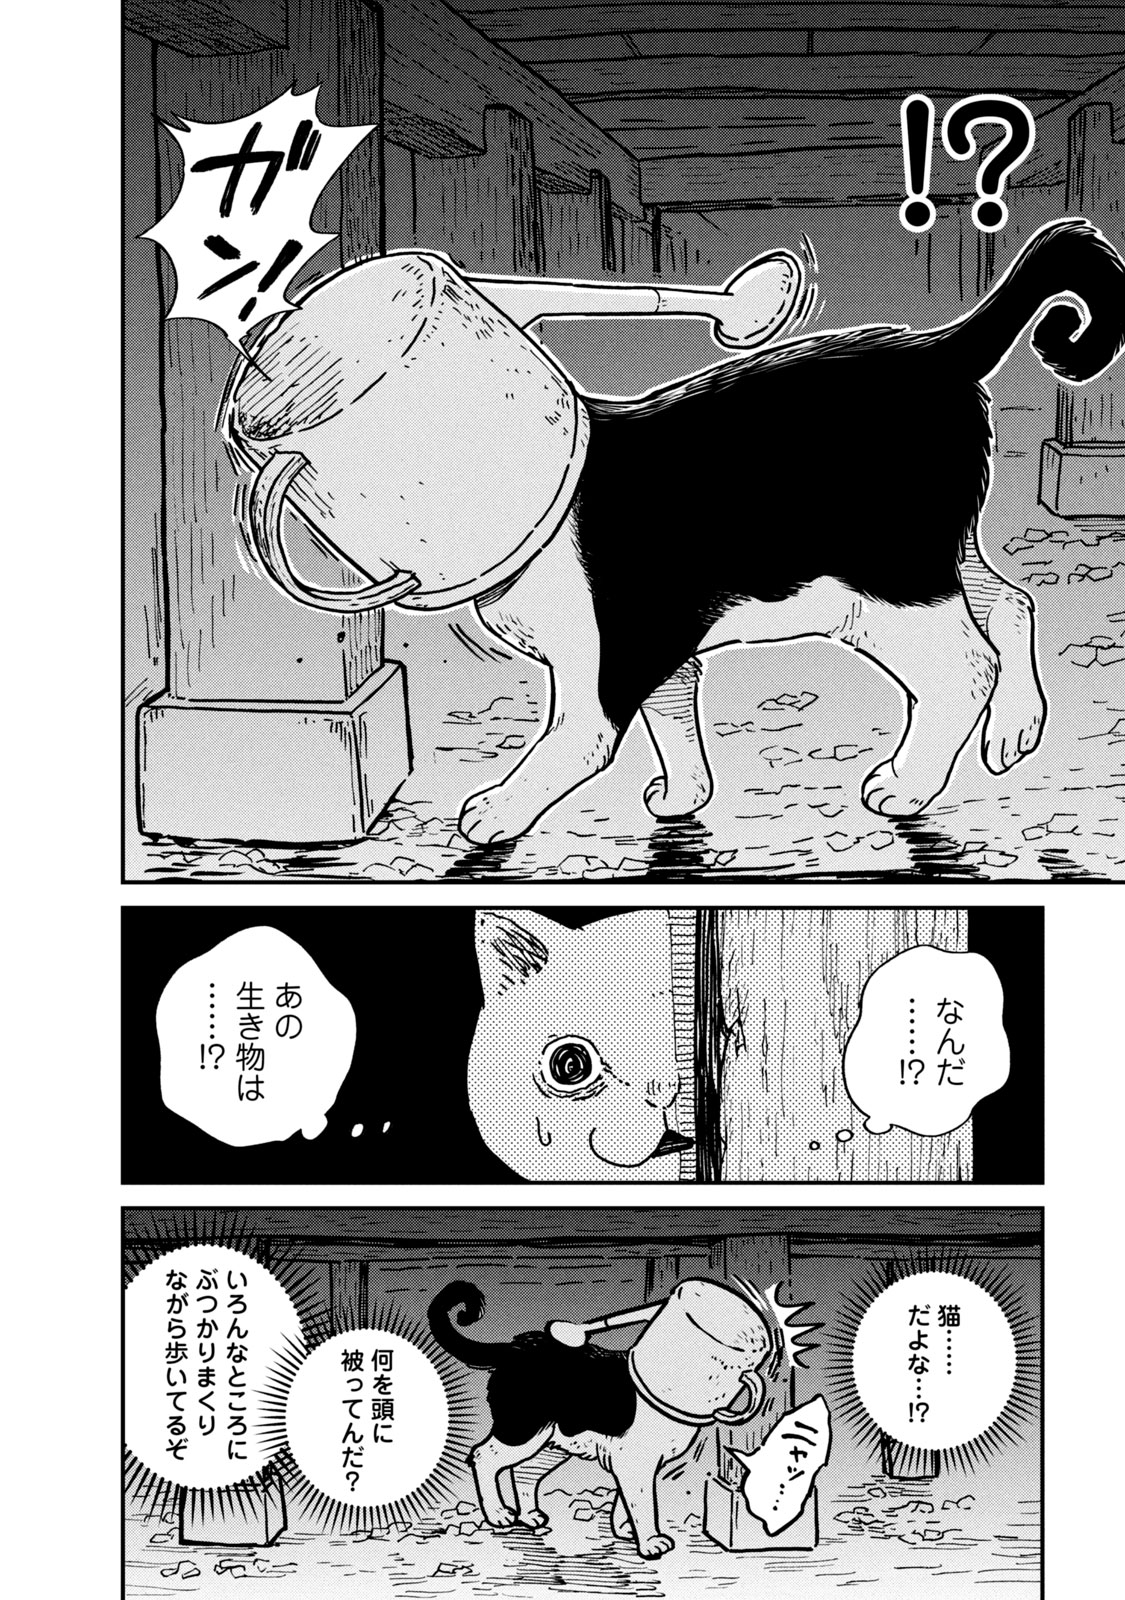 !?
ガン!!
なんだ
……!?
あの
生き物は
……!?
猫……
だよな…!?
ニャッ…
何を頭に
被ってんだ?
いろんなところに
ぶつかりまくり
ながら歩いてるぞ